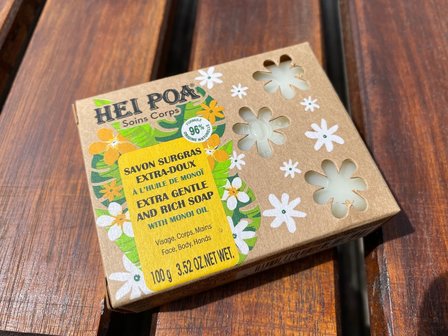 HEI POA
Soins Corps
96%
SAVON SURGRAS
EXTRA-DOUX
À L'HUILE DE MONOÏ
EXTRA GENTLE
AND RICH SOAP
WITH MONOI OIL
Visage, Corps, Mains
Face, Body, Hands
100 g 3.52 OZ.NET WT.